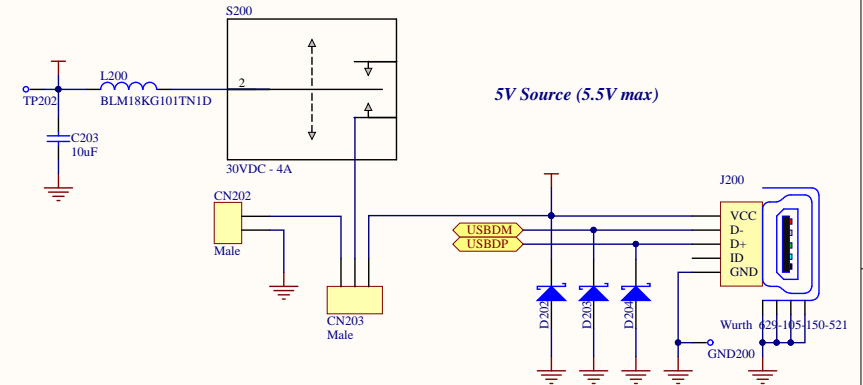 S200
L200
2
TP202
BLM18KG101TN1D
5V Source (5.5V max)
C203
10uF
30VDC - 4A
J200
CN202
VCC
USBDM
D-
USBDP
D+
Male
ID
GND
D202
D203
D204
CN203
Male
Wurth 629-105-150-521
GND200